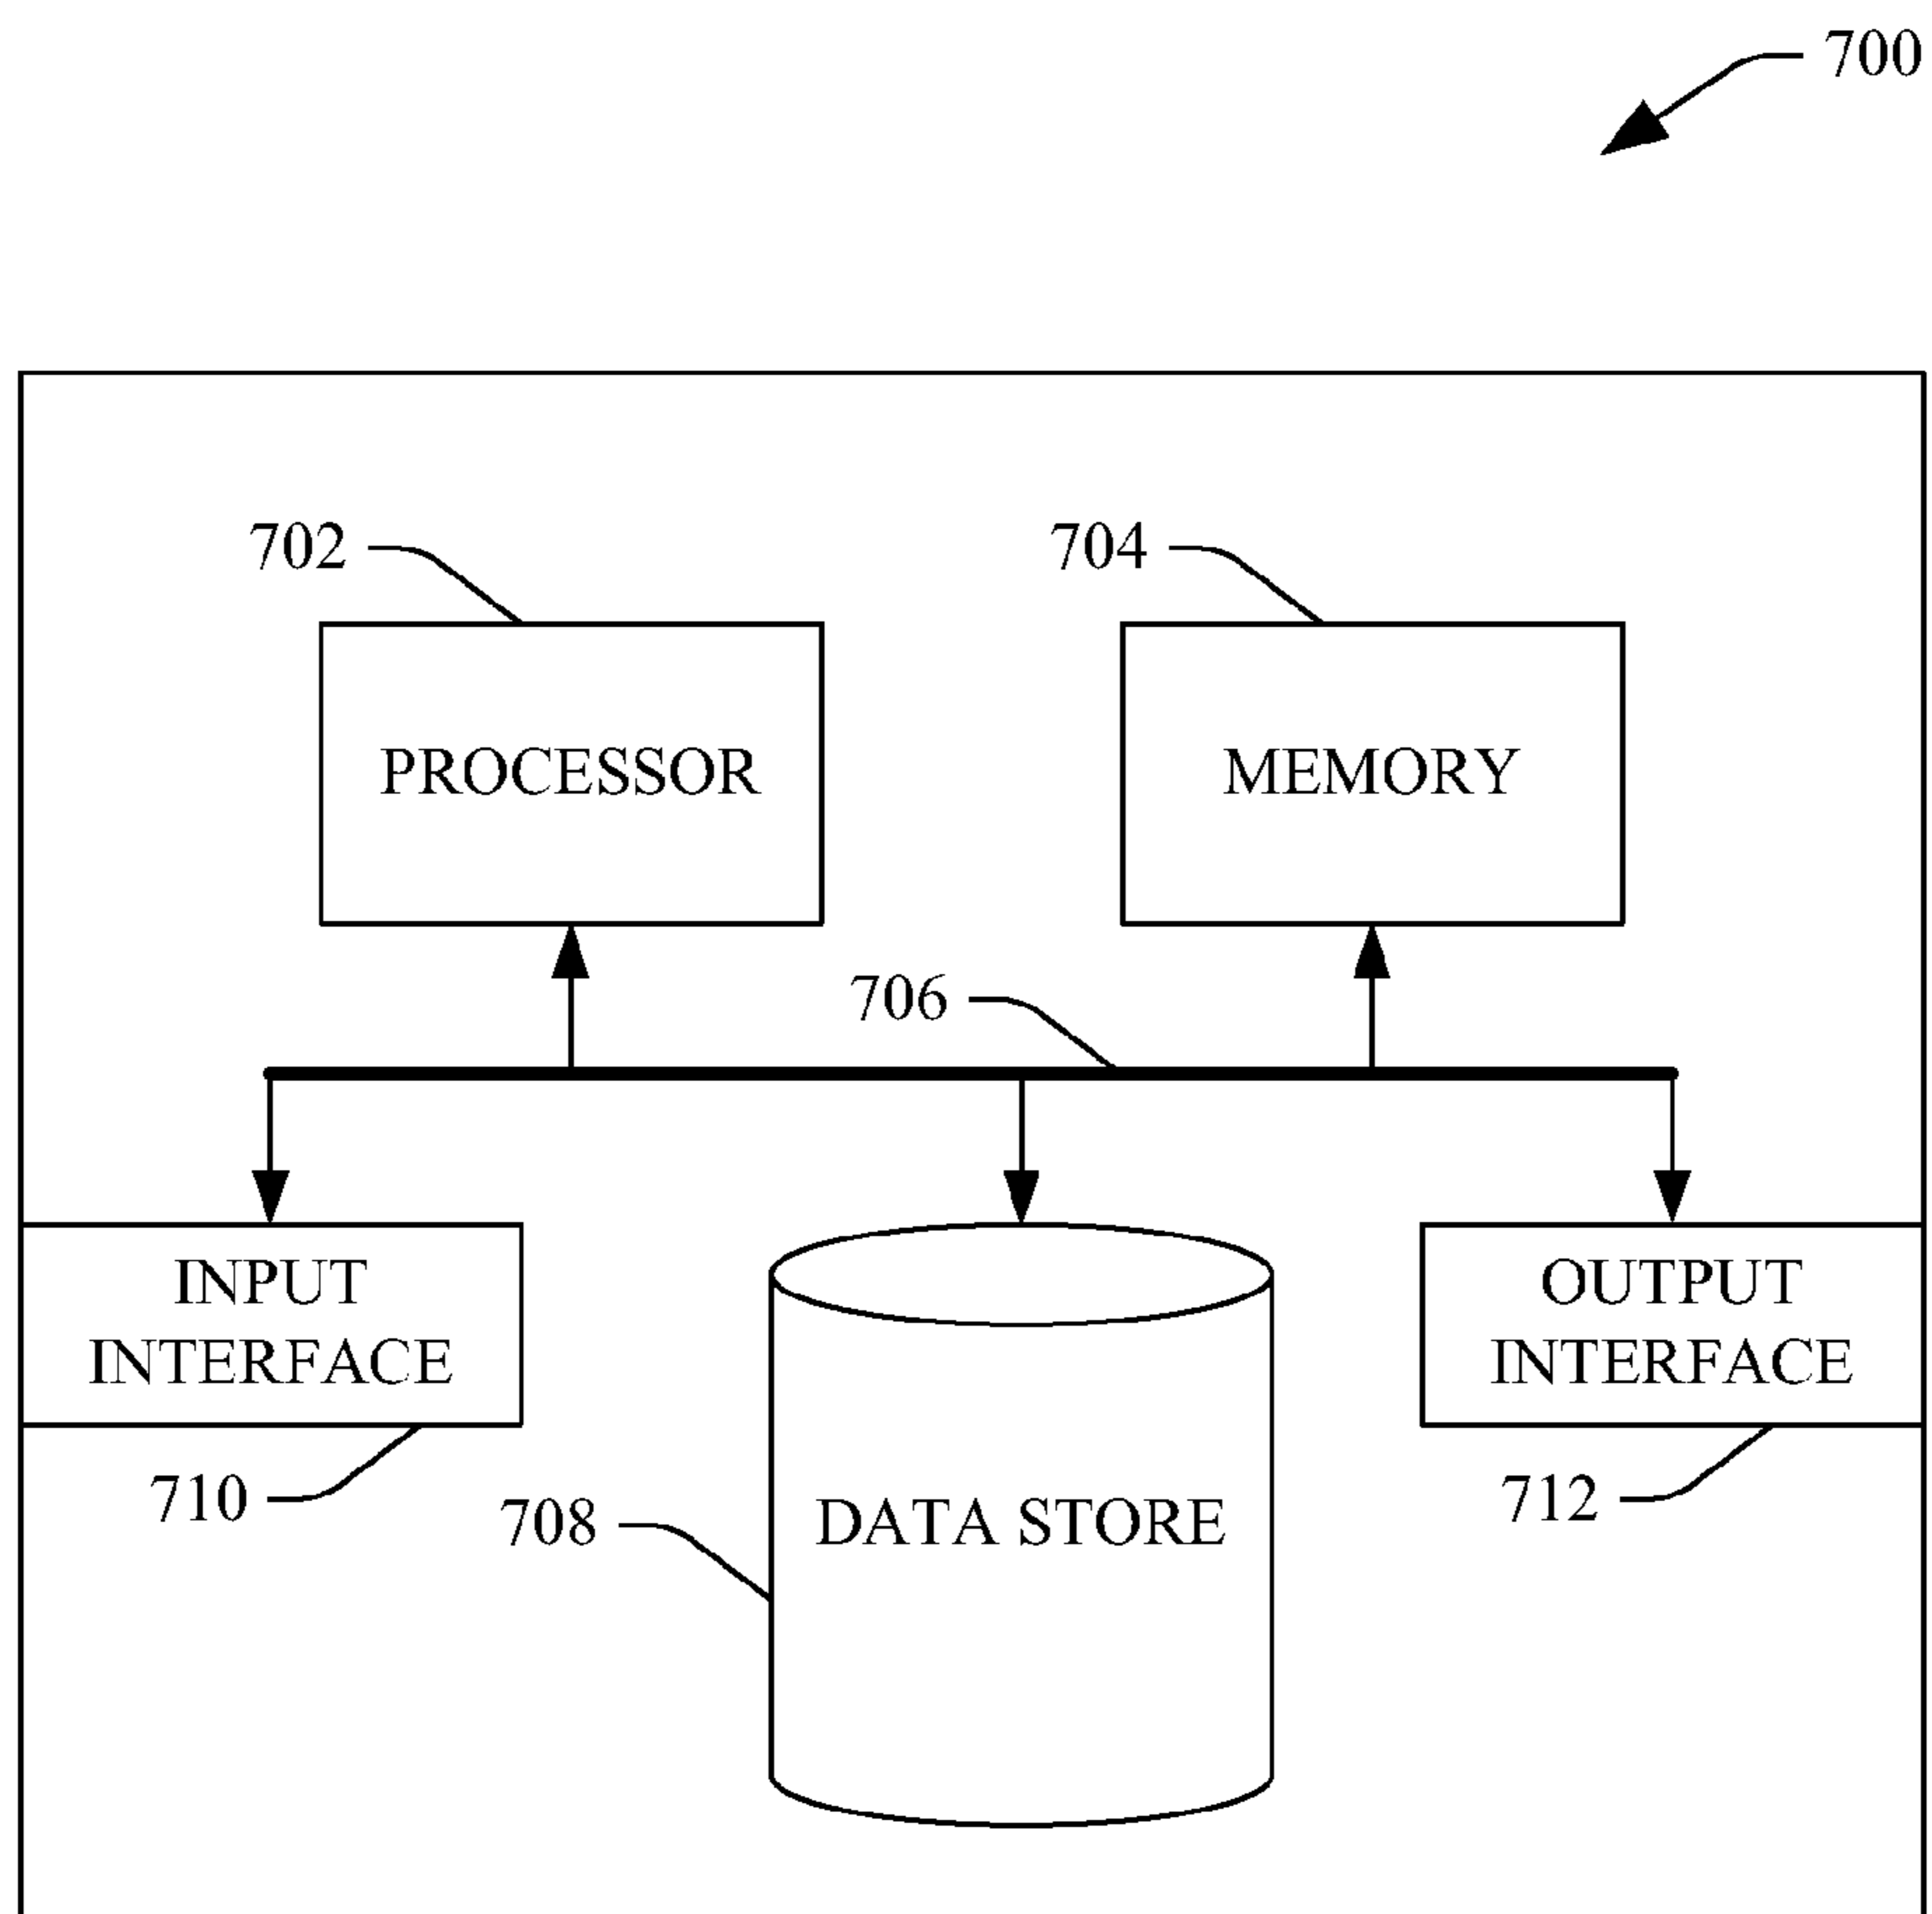 700
702
704
PROCESSOR
MEMORY
706
INPUT
INTERFACE
OUTPUT
INTERFACE
710
708
DATA STORE
712